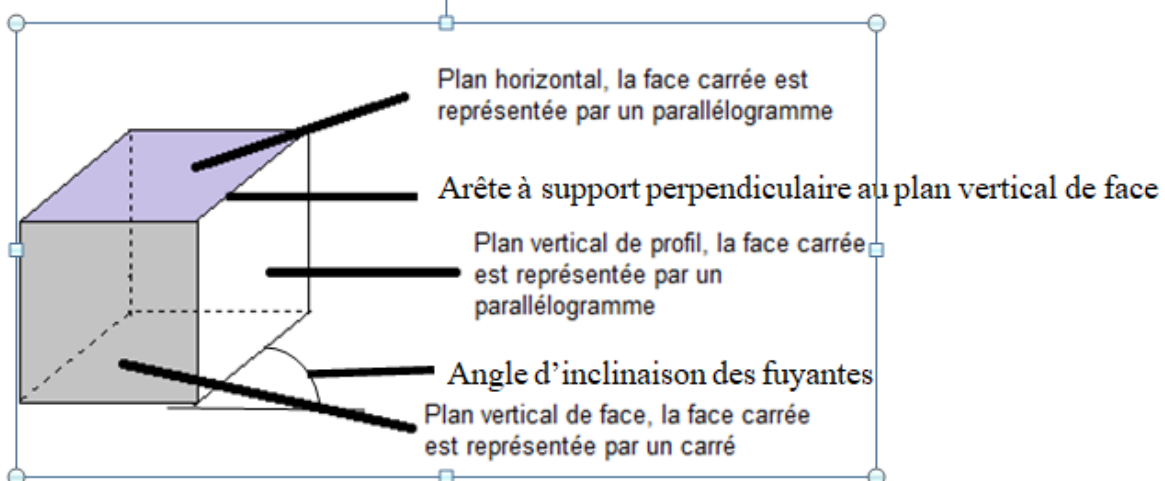 Plan horizontal, la face carrée est
représentée par un parallélogramme
Arête à support perpendiculaire au plan vertical de face
Plan vertical de profil, la face carrée
est représentée par un
parallélogramme
Angle d’inclinaison des fuyantes
Plan vertical de face, la face carrée
est représentée par un carré